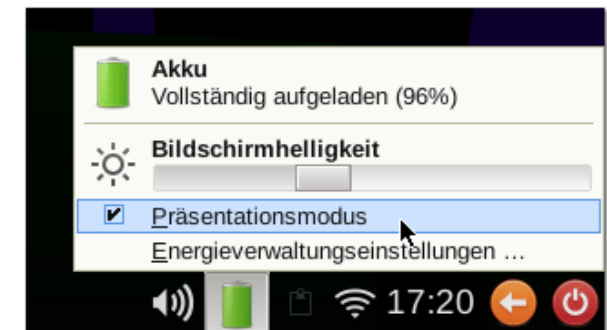 Akku
Vollständig aufgeladen (96%)
Bildschirmhelligkeit
Präsentationsmodus
Energieverwaltungseinstellungen ...
17:20